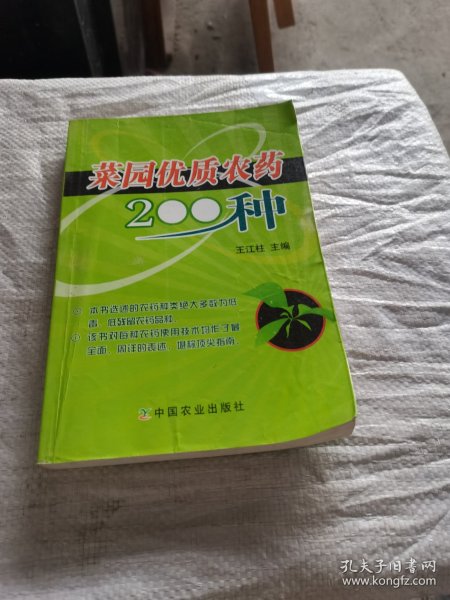 菜园优质农药
200种
王江柱 主编
本书选述的农药种类绝大多数为低
毒、低残留农药品种
该书对每种农药使用技术均作了最
全面、周详的表述，堪称顶尖指南
中国农业出版社
孔夫子旧书网
www.kongfz.com